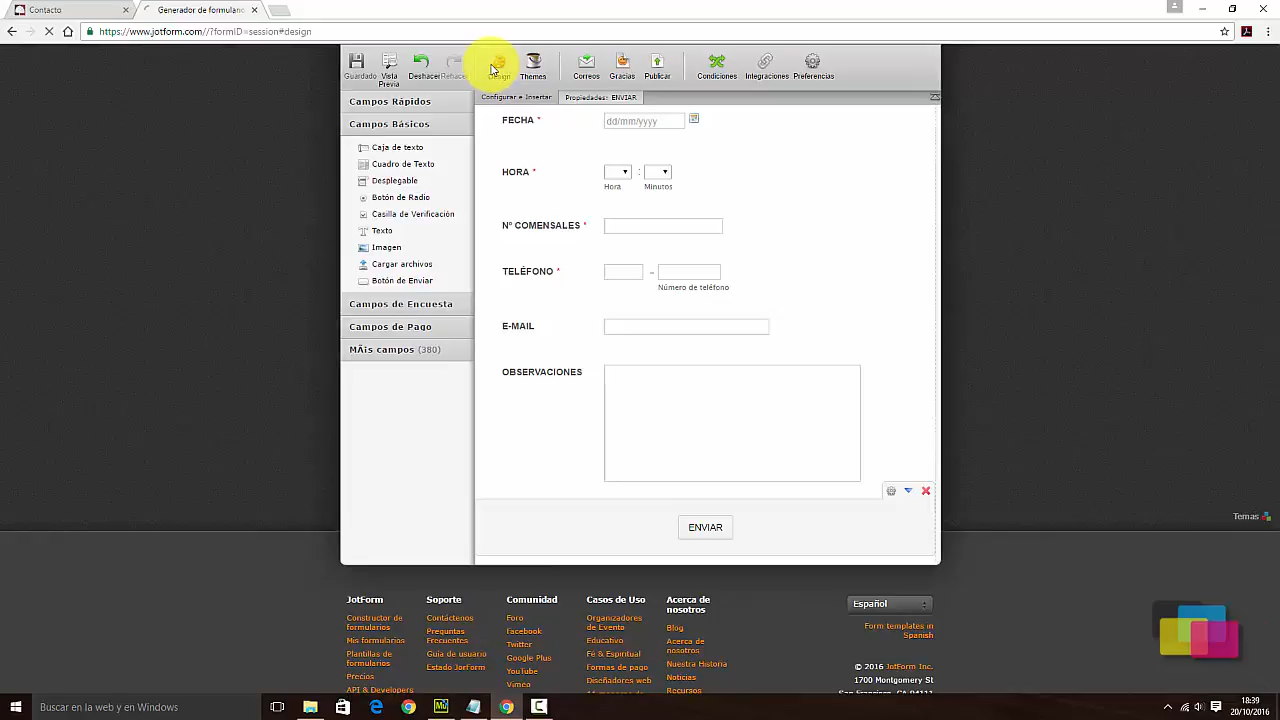 Contacto
Generador de formulario
https://www.jotform.com//?formID=session#design
Guardado
Vista Previa
Deshacer
Rehacer
Design
Themes
Correos
Gracias
Publicar
Condiciones
Integraciones
Preferencias
Campos Rápidos
Configurar e Insertar
Propiedades: ENVIAR
Campos Básicos
Caja de texto
Cuadro de Texto
Desplegable
Botón de Radio
Casilla de Verificación
Texto
Imagen
Cargar archivos
Botón de Enviar
Campos de Encuesta
Campos de Pago
MÃ¡s campos (380)
FECHA *
dd/mm/yyyy
HORA *
:
Hora
Minutos
Nº COMENSALES *
TELÉFONO *
–
Número de teléfono
E-MAIL
OBSERVACIONES
ENVIAR
Temas
JotForm
Constructor de
formularios
Mis formularios
Plantillas de
formularios
Precios
API & Developers
Soporte
Contáctenos
Preguntas
Frecuentes
Guía de usuario
Estado JotForm
Comunidad
Foro
Facebook
Twitter
Google Plus
YouTube
Vimeo
Casos de Uso
Organizadores
de Evento
Educativo
Fé & Espiritual
Formas de pago
Diseñadores web
Acerca de
nosotros
Blog
Acerca de
nosotros
Nuestra Historia
Noticias
Recursos
Español
Form templates in
Spanish
© 2016 JotForm Inc.
1700 Montgomery St
San Francisco, CA 94111
Buscar en la web y en Windows
18:39
20/10/2016